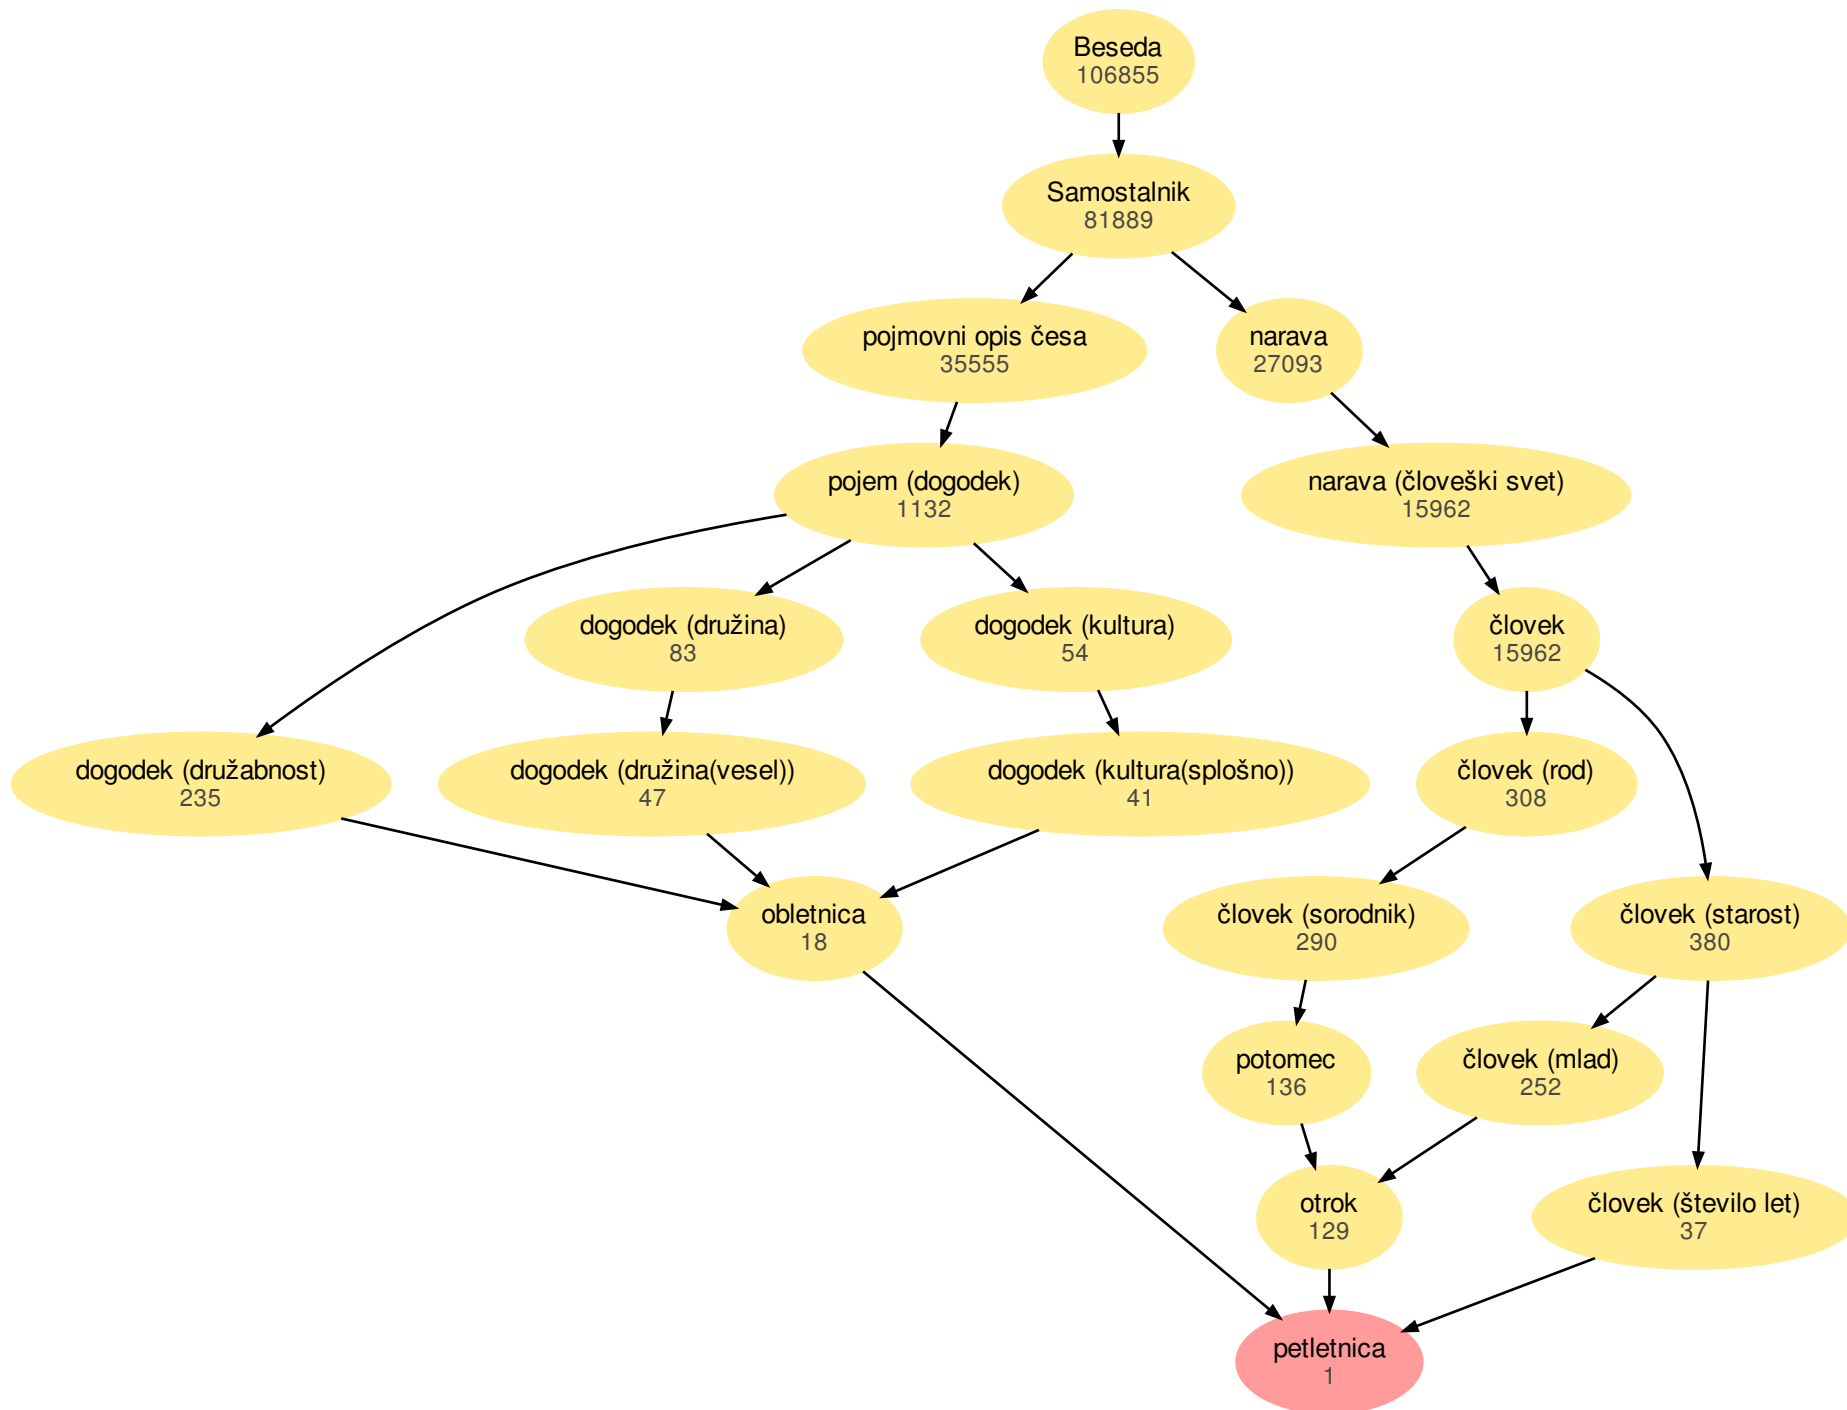 Beseda
106855
Samostalnik
81889
pojmovni opis česa
35555
narava
27093
pojem (dogodek)
1132
narava (človeški svet)
15962
dogodek (družina)
83
dogodek (kultura)
54
človek
15962
dogodek (družabnost)
235
dogodek (družina(vesel))
47
dogodek (kultura(splošno))
41
človek (rod)
308
obletnica
18
človek (sorodnik)
290
človek (starost)
380
potomec
136
človek (mlad)
252
otrok
129
človek (število let)
37
petletnica
1